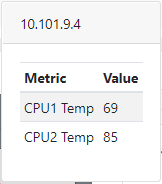 10.101.9.4
Metric Value
CPU1 Temp 69
CPU2 Temp 85